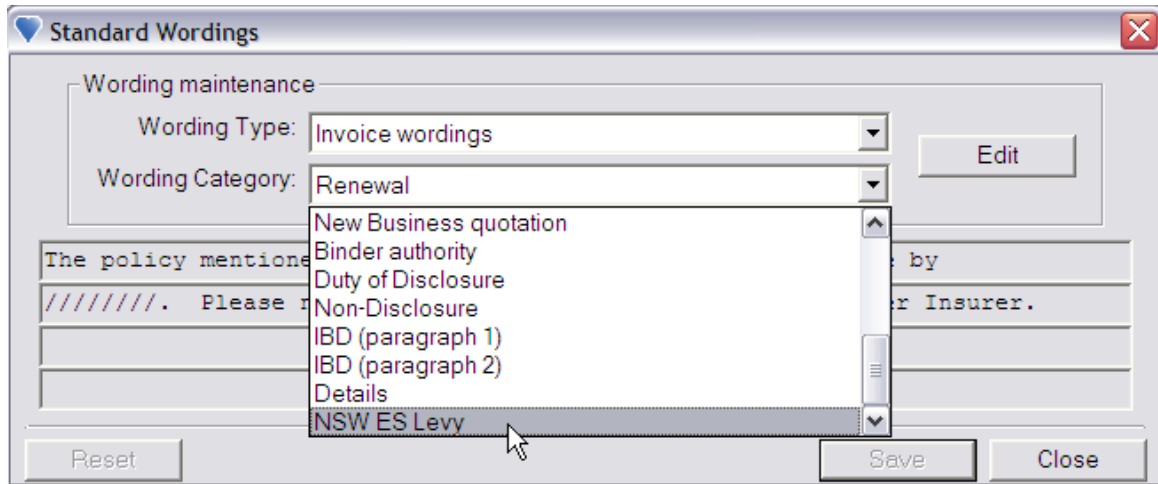 Standard Wordings
Wording maintenance
Wording Type: Invoice wordings
Edit
Wording Category: Renewal
New Business quotation
Binder authority
Duty of Disclosure
Non-Disclosure
IBD (paragraph 1)
IBD (paragraph 2)
Details
NSW ES Levy
The policy by
////////. Please Insurer.
Reset Save Close